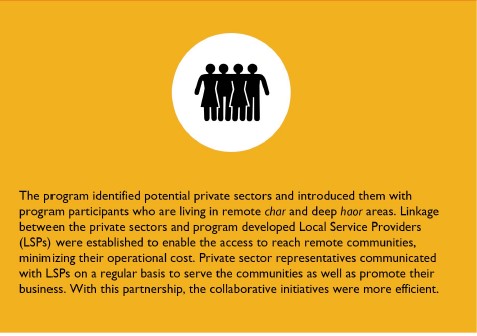 The program identified potential private sectors and introduced them with
program participants who are living in remote char and deep haor areas. Linkage
between the private sectors and program developed Local Service Providers
(LSPs) were established to enable the access to reach remote communities,
minimizing their operational cost. Private sector representatives communicated
with LSPs on a regular basis to serve the communities as well as promote their
business. With this partnership, the collaborative initiatives were more efficient.